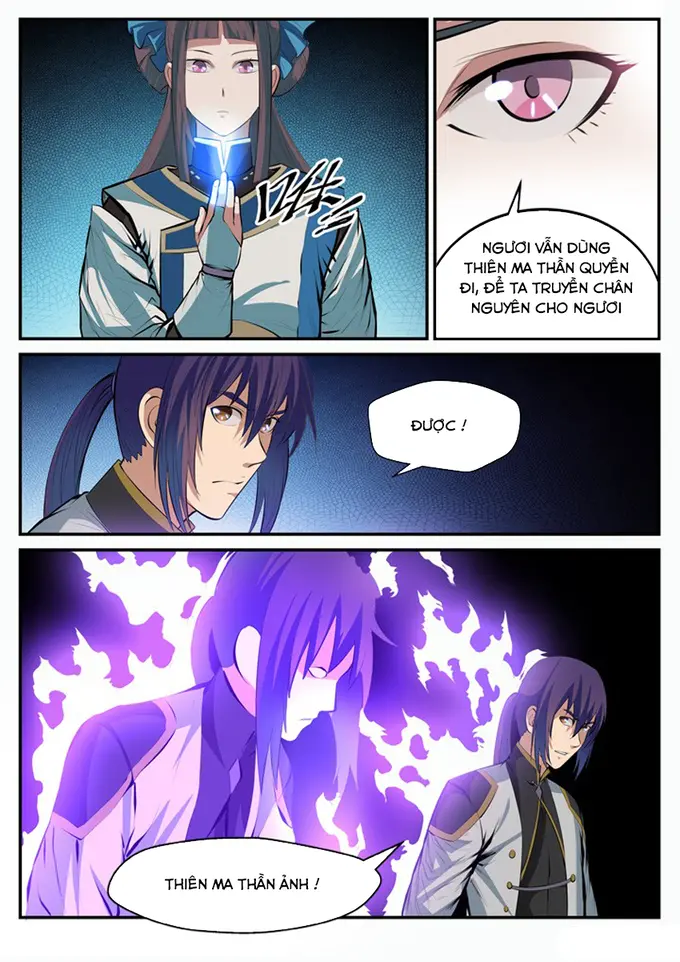 NGƯƠI VẪN DÙNG
THIÊN MA THẦN QUYỀN
ĐI, ĐỂ TA TRUYỀN CHÂN
NGUYÊN CHO NGƯƠI
ĐƯỢC !
THIÊN MA THẦN ẢNH !